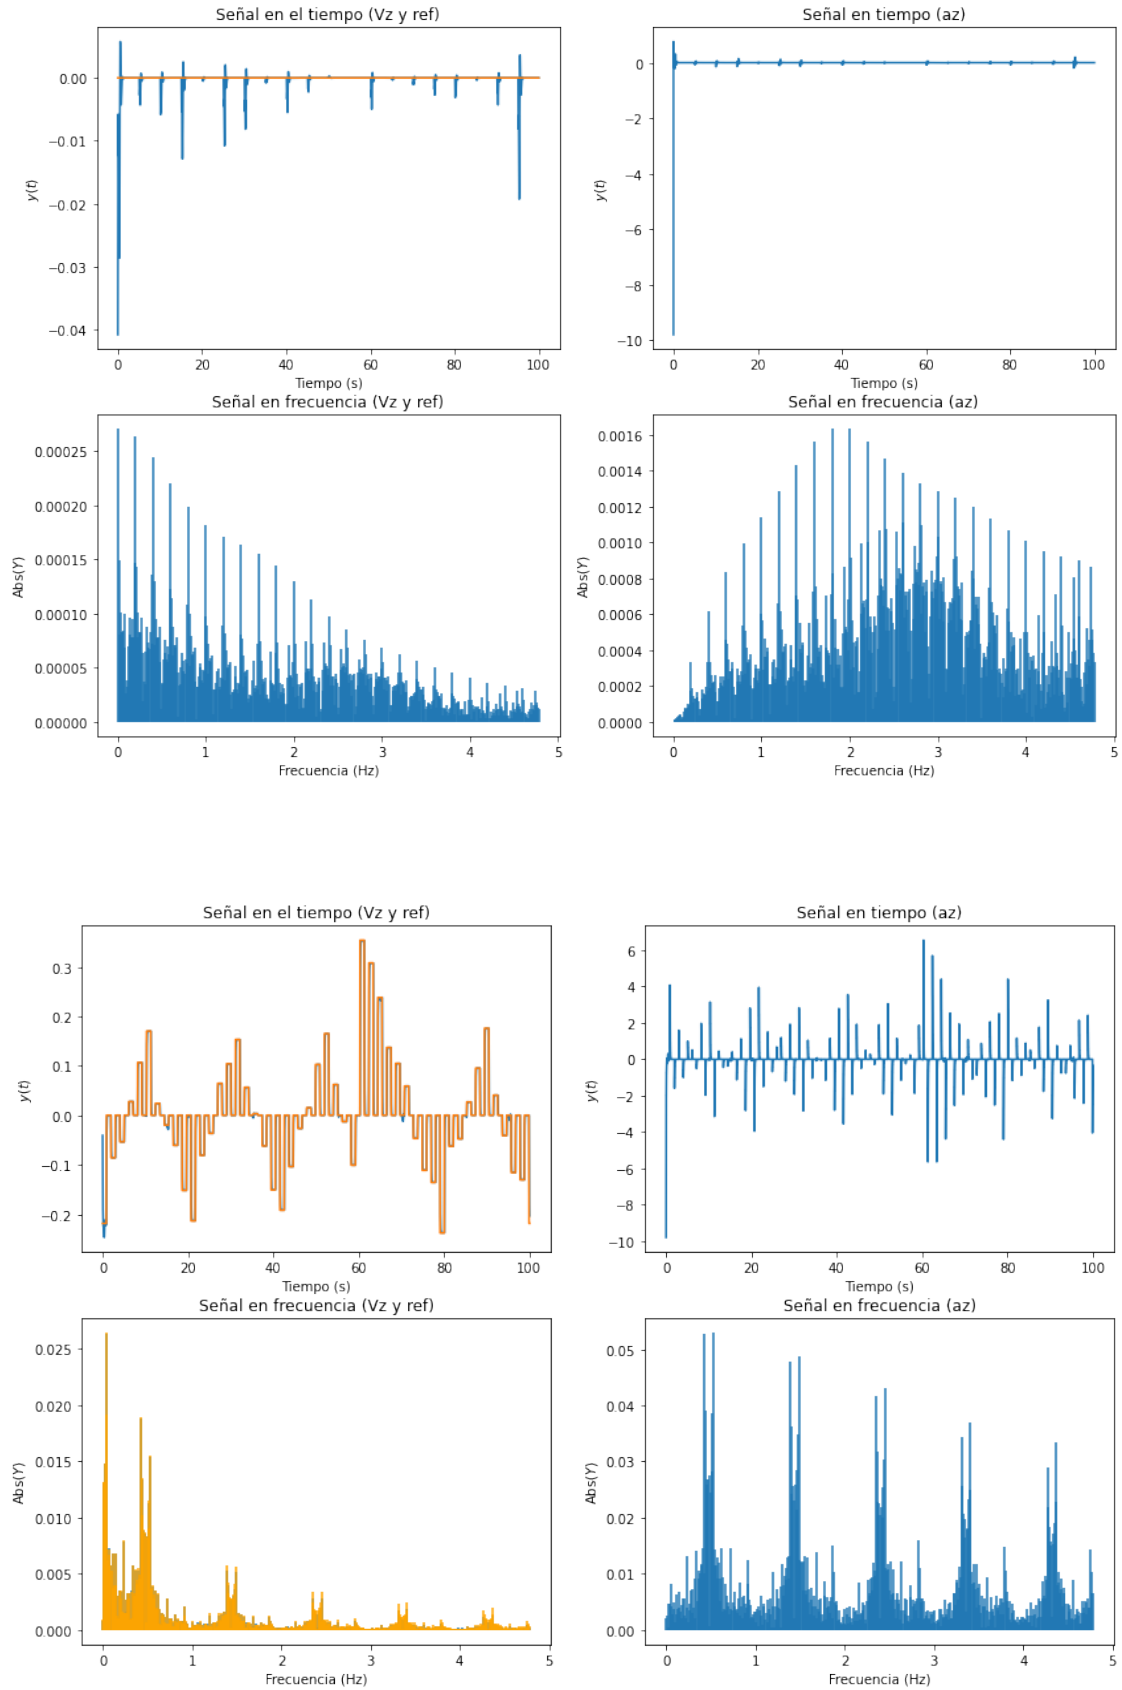 Señal en el tiempo (Vz y ref)
y(t)
0.00
−0.01
−0.02
−0.03
−0.04
0 20 40 60 80 100
Tiempo (s)
Señal en tiempo (az)
y(t)
0
−2
−4
−6
−8
−10
0 20 40 60 80 100
Tiempo (s)
Señal en frecuencia (Vz y ref)
Abs(Y)
0.00025
0.00020
0.00015
0.00010
0.00005
0.00000
0 1 2 3 4 5
Frecuencia (Hz)
Señal en frecuencia (az)
Abs(Y)
0.0016
0.0014
0.0012
0.0010
0.0008
0.0006
0.0004
0.0002
0.0000
0 1 2 3 4 5
Frecuencia (Hz)
Señal en el tiempo (Vz y ref)
y(t)
0.3
0.2
0.1
0.0
−0.1
−0.2
0 20 40 60 80 100
Tiempo (s)
Señal en tiempo (az)
y(t)
6
4
2
0
−2
−4
−6
−8
−10
0 20 40 60 80 100
Tiempo (s)
Señal en frecuencia (Vz y ref)
Abs(Y)
0.025
0.020
0.015
0.010
0.005
0.000
0 1 2 3 4 5
Frecuencia (Hz)
Señal en frecuencia (az)
Abs(Y)
0.05
0.04
0.03
0.02
0.01
0.00
0 1 2 3 4 5
Frecuencia (Hz)